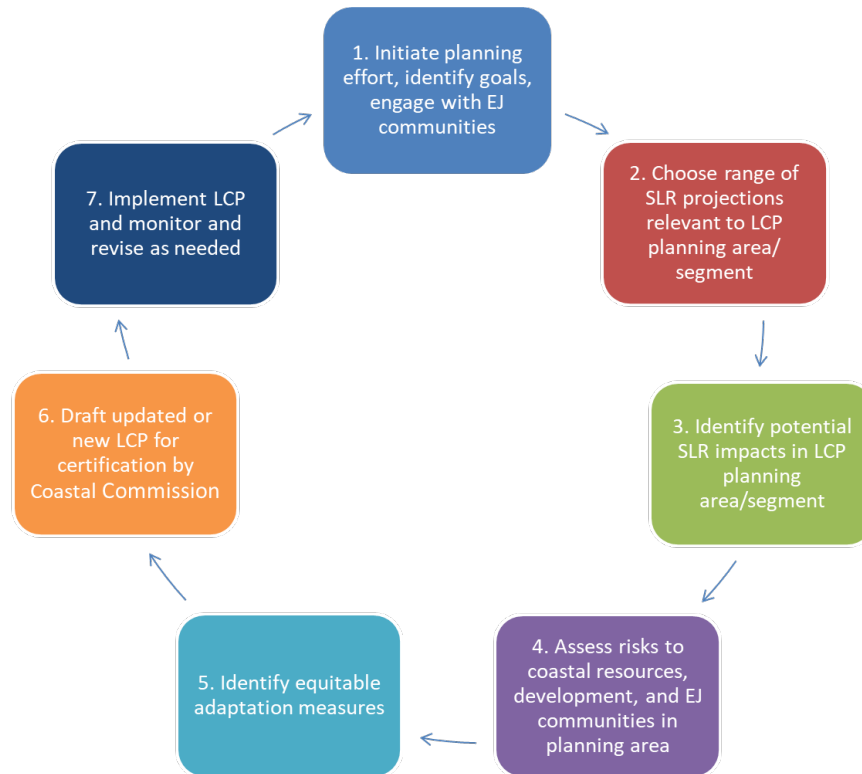 1. Initiate planning
effort, identify goals,
engage with EJ
communities
2. Choose range of
SLR projections
relevant to LCP
planning area/
segment
3. Identify potential
SLR impacts in LCP
planning
area/segment
4. Assess risks to
coastal resources,
development, and EJ
communities in
planning area
5. Identify equitable
adaptation measures
6. Draft updated or
new LCP for
certification by
Coastal Commission
7. Implement LCP
and monitor and
revise as needed